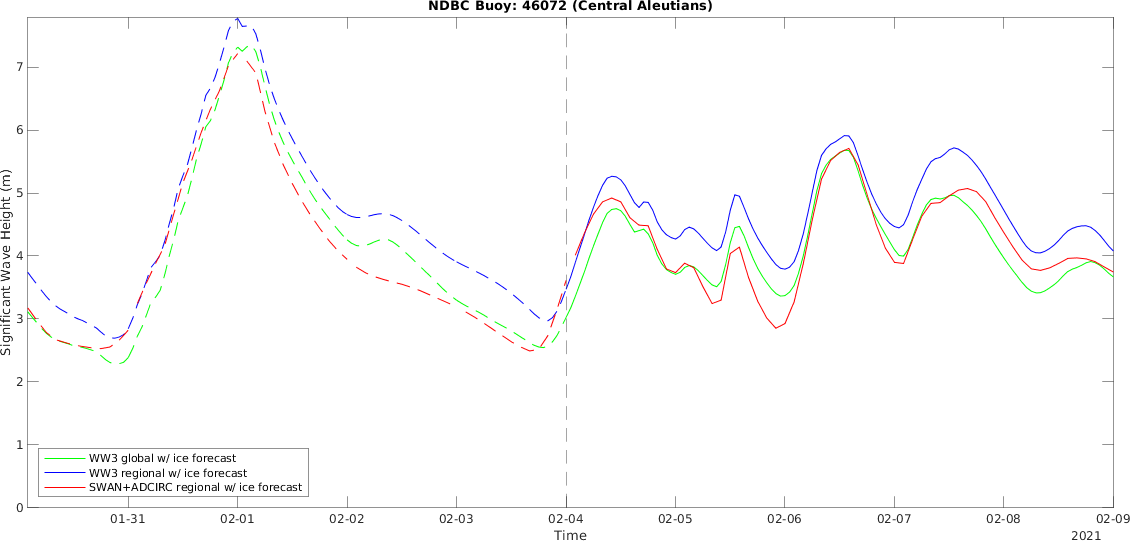 NDBC Buoy: 46072 (Central Aleutians)
Significant Wave Height (m)
7
6
5
4
3
2
1
0
WW3 global w/ ice forecast
WW3 regional w/ ice forecast
SWAN+ADCIRC regional w/ ice forecast
01-31 02-01 02-02 02-03 02-04 02-05 02-06 02-07 02-08 02-09
Time
2021